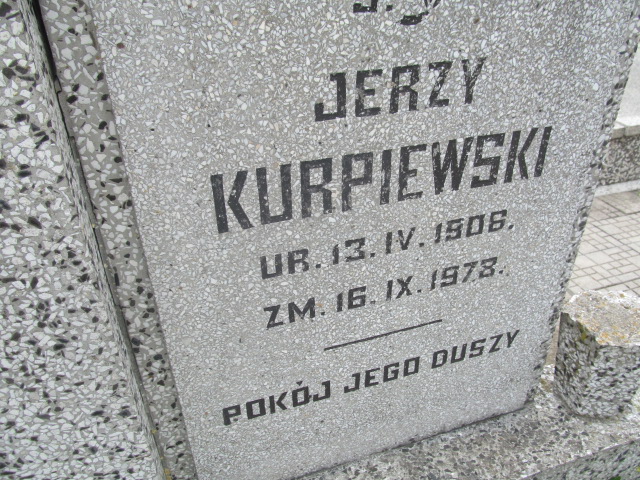 Ś.P.
JERZY
KURPIEWSKI
UR. 13. IV. 1906.
ZM. 16. IX. 1978.
POKÓJ JEGO DUSZY